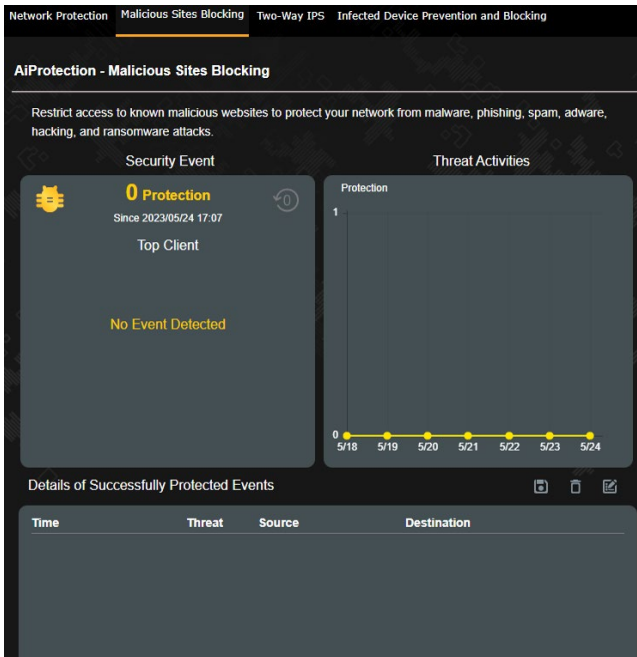 Network Protection Malicious Sites Blocking Two-Way IPS Infected Device Prevention and Blocking
AiProtection - Malicious Sites Blocking
Restrict access to known malicious websites to protect your network from malware, phishing, spam, adware,
hacking, and ransomware attacks.
Security Event
0 Protection
0
Since 2023/05/24 17:07
Top Client
No Event Detected
Threat Activities
Protection
1
0
5/18 5/19 5/20 5/21 5/22 5/23 5/24
Details of Successfully Protected Events
Time Threat Source Destination